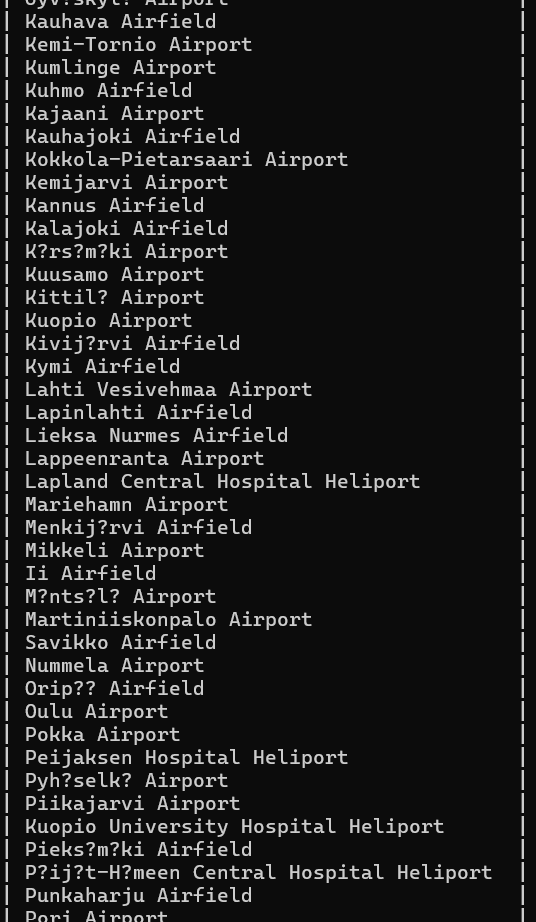 | Kauhava Airfield |
| Kemi-Tornio Airport |
| Kumlinge Airport |
| Kuhmo Airfield |
| Kajaani Airport |
| Kauhajoki Airfield |
| Kokkola-Pietarsaari Airport |
| Kemijarvi Airport |
| Kannus Airfield |
| Kalajoki Airfield |
| K?rs?m?ki Airport |
| Kuusamo Airport |
| Kittil? Airport |
| Kuopio Airport |
| Kivij?rvi Airfield |
| Kymi Airfield |
| Lahti Vesivehmaa Airport |
| Lapinlahti Airfield |
| Lieksa Nurmes Airfield |
| Lappeenranta Airport |
| Lapland Central Hospital Heliport |
| Mariehamn Airport |
| Menkij?rvi Airfield |
| Mikkeli Airport |
| Ii Airfield |
| M?nts?l? Airport |
| Martiniiskonpalo Airport |
| Savikko Airfield |
| Nummela Airport |
| Orip?? Airfield |
| Oulu Airport |
| Pokka Airport |
| Peijaksen Hospital Heliport |
| Pyh?selk? Airport |
| Piikajarvi Airport |
| Kuopio University Hospital Heliport |
| Pieks?m?ki Airfield |
| P?ij?t-H?meen Central Hospital Heliport |
| Punkaharju Airfield |
| Pori Airport |